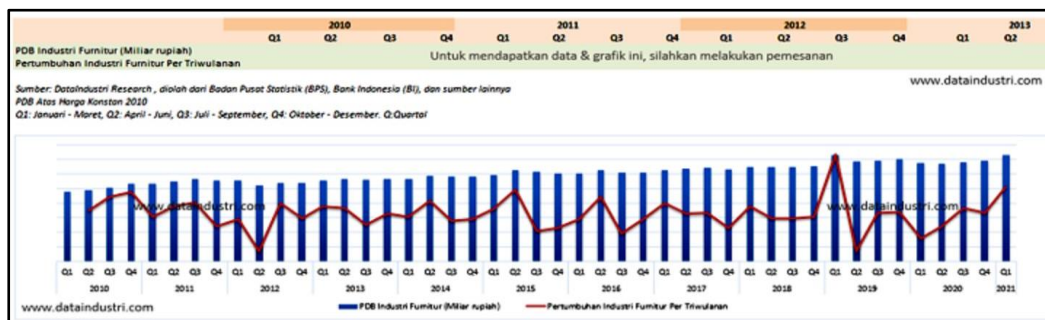 2010 2011 2012 2013
Q1 Q2 Q3 Q4 Q1 Q2 Q3 Q4 Q1 Q2 Q3 Q4 Q1 Q2
PDB Industri Furnitur (Miliar rupiah)
Untuk mendapatkan data & grafik ini, silahkan melakukan pemesanan
Pertumbuhan Industri Furnitur Per Triwulanan
www.dataindustri.com
Sumber: DataIndustri Research , diolah dari Badan Pusat Statistik (BPS), Bank Indonesia (BI), dan sumber lainnya
PDB Atas Harga Konstan 2010
Q1: Januari - Maret, Q2: April - Juni, Q3: Juli - September, Q4: Oktober - Desember. Q:Quartal
www.dataindustri.com www.dataindustri.com
Q1 Q2 Q3 Q4 Q1 Q2 Q3 Q4 Q1 Q2 Q3 Q4 Q1 Q2 Q3 Q4 Q1 Q2 Q3 Q4 Q1 Q2 Q3 Q4 Q1 Q2 Q3 Q4 Q1 Q2 Q3 Q4 Q1 Q2 Q3 Q4 Q1 Q2 Q3 Q4 Q1 Q2 Q3 Q4 Q1
2010 2011 2012 2013 2014 2015 2016 2017 2018 2019 2020 2021
www.dataindustri.com
PDB Industri Furnitur (Miliar rupiah) Pertumbuhan Industri Furnitur Per Triwulanan